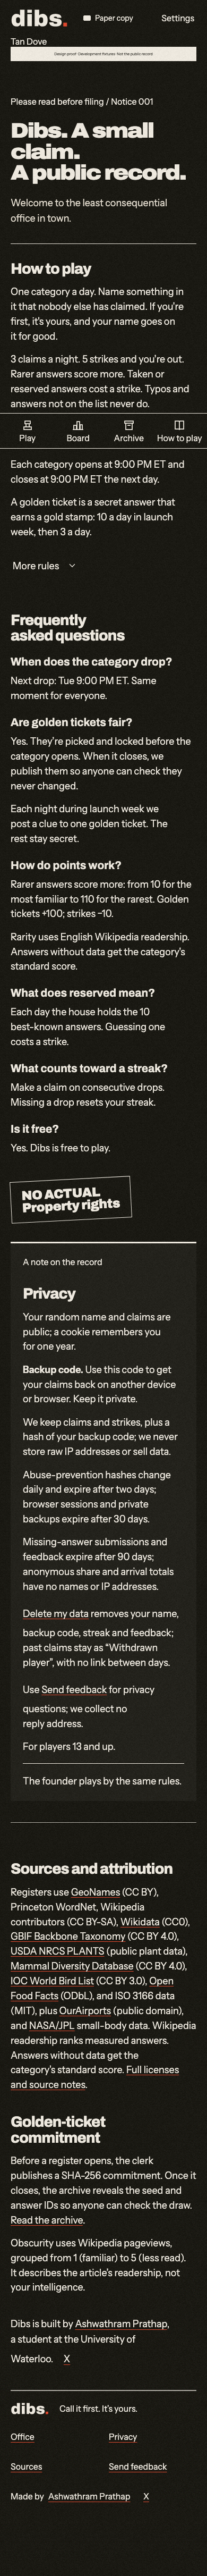 dibs.
Paper copy
Settings
Tan Dove
Design proof · Development fixtures · Not the public record
Please read before filing / Notice 001
Dibs. A small
claim.
A public record.
Welcome to the least consequential
office in town.
How to play
One category a day. Name something in
it that nobody else has claimed. If you're
first, it's yours, and your name goes on
it for good.
3 claims a night. 5 strikes and you're out.
Rarer answers score more. Taken or
reserved answers cost a strike. Typos and
answers not on the list never do.
Play
Board
Archive
How to play
Each category opens at 9:00 PM ET and
closes at 9:00 PM ET the next day.
A golden ticket is a secret answer that
earns a gold stamp: 10 a day in launch
week, then 3 a day.
More rules
Frequently
asked questions
When does the category drop?
Next drop: Tue 9:00 PM ET. Same
moment for everyone.
Are golden tickets fair?
Yes. They're picked and locked before the
category opens. When it closes, we
publish them so anyone can check they
never changed.
Each night during launch week we
post a clue to one golden ticket. The
rest stay secret.
How do points work?
Rarer answers score more: from 10 for the
most familiar to 110 for the rarest. Golden
tickets +100; strikes −10.
Rarity uses English Wikipedia readership.
Answers without data get the category's
standard score.
What does reserved mean?
Each day the house holds the 10
best-known answers. Guessing one
costs a strike.
What counts toward a streak?
Make a claim on consecutive drops.
Missing a drop resets your streak.
Is it free?
Yes. Dibs is free to play.
NO ACTUAL
Property rights
A note on the record
Privacy
Your random name and claims are
public; a cookie remembers you
for one year.
Backup code. Use this code to get
your claims back on another device
or browser. Keep it private.
We keep claims and strikes, plus a
hash of your backup code; we never
store raw IP addresses or sell data.
Abuse-prevention hashes change
daily and expire after two days;
browser sessions and private
backups expire after 30 days.
Missing-answer submissions and
feedback expire after 90 days;
anonymous share and arrival totals
have no names or IP addresses.
Delete my data removes your name,
backup code, streak and feedback;
past claims stay as “Withdrawn
player”, with no link between days.
Use Send feedback for privacy
questions; we collect no
reply address.
For players 13 and up.
The founder plays by the same rules.
Sources and attribution
Registers use GeoNames (CC BY),
Princeton WordNet, Wikipedia
contributors (CC BY-SA), Wikidata (CC0),
GBIF Backbone Taxonomy (CC BY 4.0),
USDA NRCS PLANTS (public plant data),
Mammal Diversity Database (CC BY 4.0),
IOC World Bird List (CC BY 3.0), Open
Food Facts (ODbL), and ISO 3166 data
(MIT), plus OurAirports (public domain),
and NASA/JPL small-body data. Wikipedia
readership ranks measured answers.
Answers without data get the
category's standard score. Full licenses
and source notes.
Golden-ticket
commitment
Before a register opens, the clerk
publishes a SHA-256 commitment. Once it
closes, the archive reveals the seed and
answer IDs so anyone can check the draw.
Read the archive.
Obscurity uses Wikipedia pageviews,
grouped from 1 (familiar) to 5 (less read).
It describes the article's readership, not
your intelligence.
Dibs is built by Ashwathram Prathap,
a student at the University of
Waterloo. X
dibs.
Call it first. It's yours.
Office
Privacy
Sources
Send feedback
Made by Ashwathram Prathap X